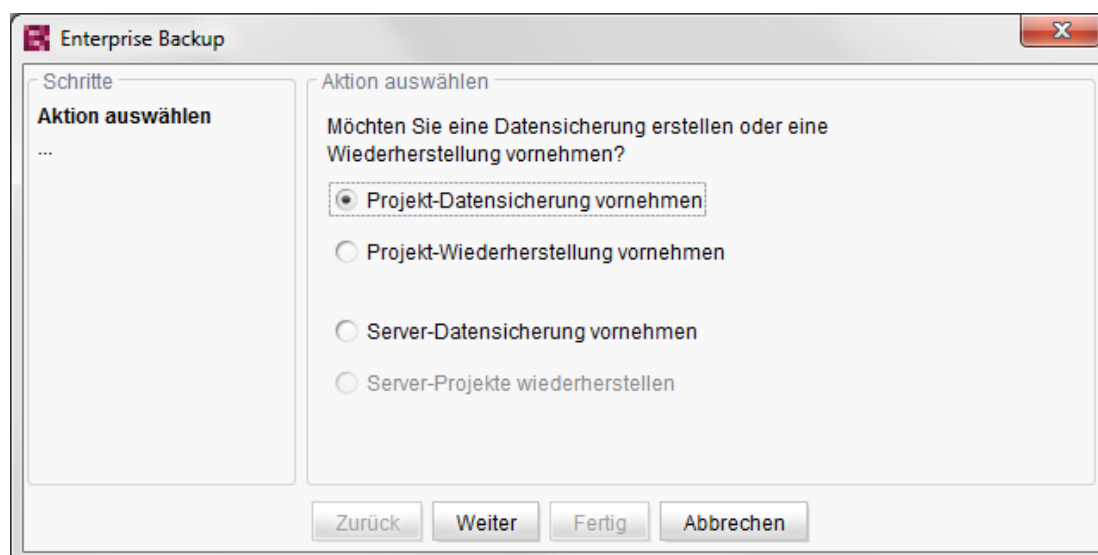 Enterprise Backup
Schritte
Aktion auswählen
...
Aktion auswählen
Möchten Sie eine Datensicherung erstellen oder eine
Wiederherstellung vornehmen?
Projekt-Datensicherung vornehmen
Projekt-Wiederherstellung vornehmen
Server-Datensicherung vornehmen
Server-Projekte wiederherstellen
Zurück Weiter Fertig Abbrechen